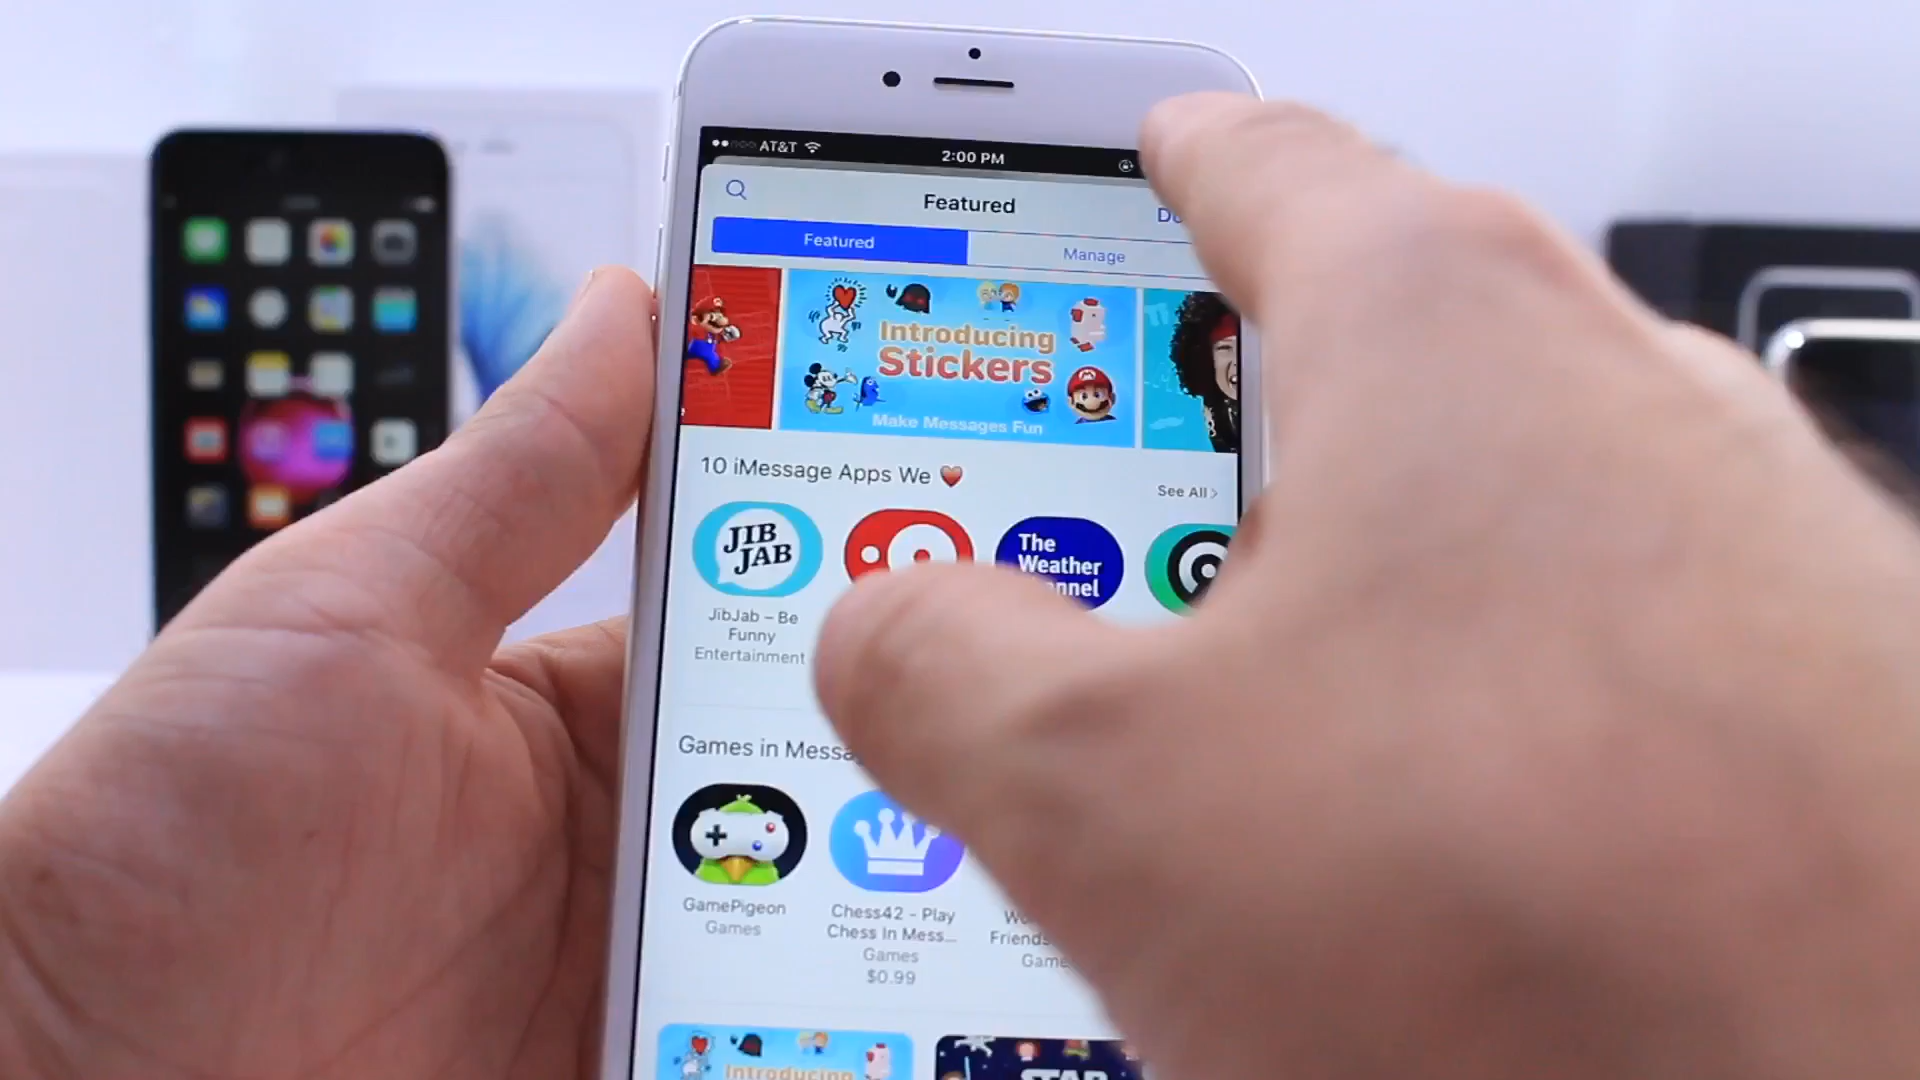 AT&T
2:00 PM
Featured
Featured
Manage
Introducing
Stickers
Make Messages Fun
10 iMessage Apps We
See All >
JIB
JAB
The
Weather
JibJab – Be
Funny
Entertainment
Games in
GamePigeon
Games
Chess42 - Play
Chess In Mess...
Games
$0.99
Friends
Introducing
STAR